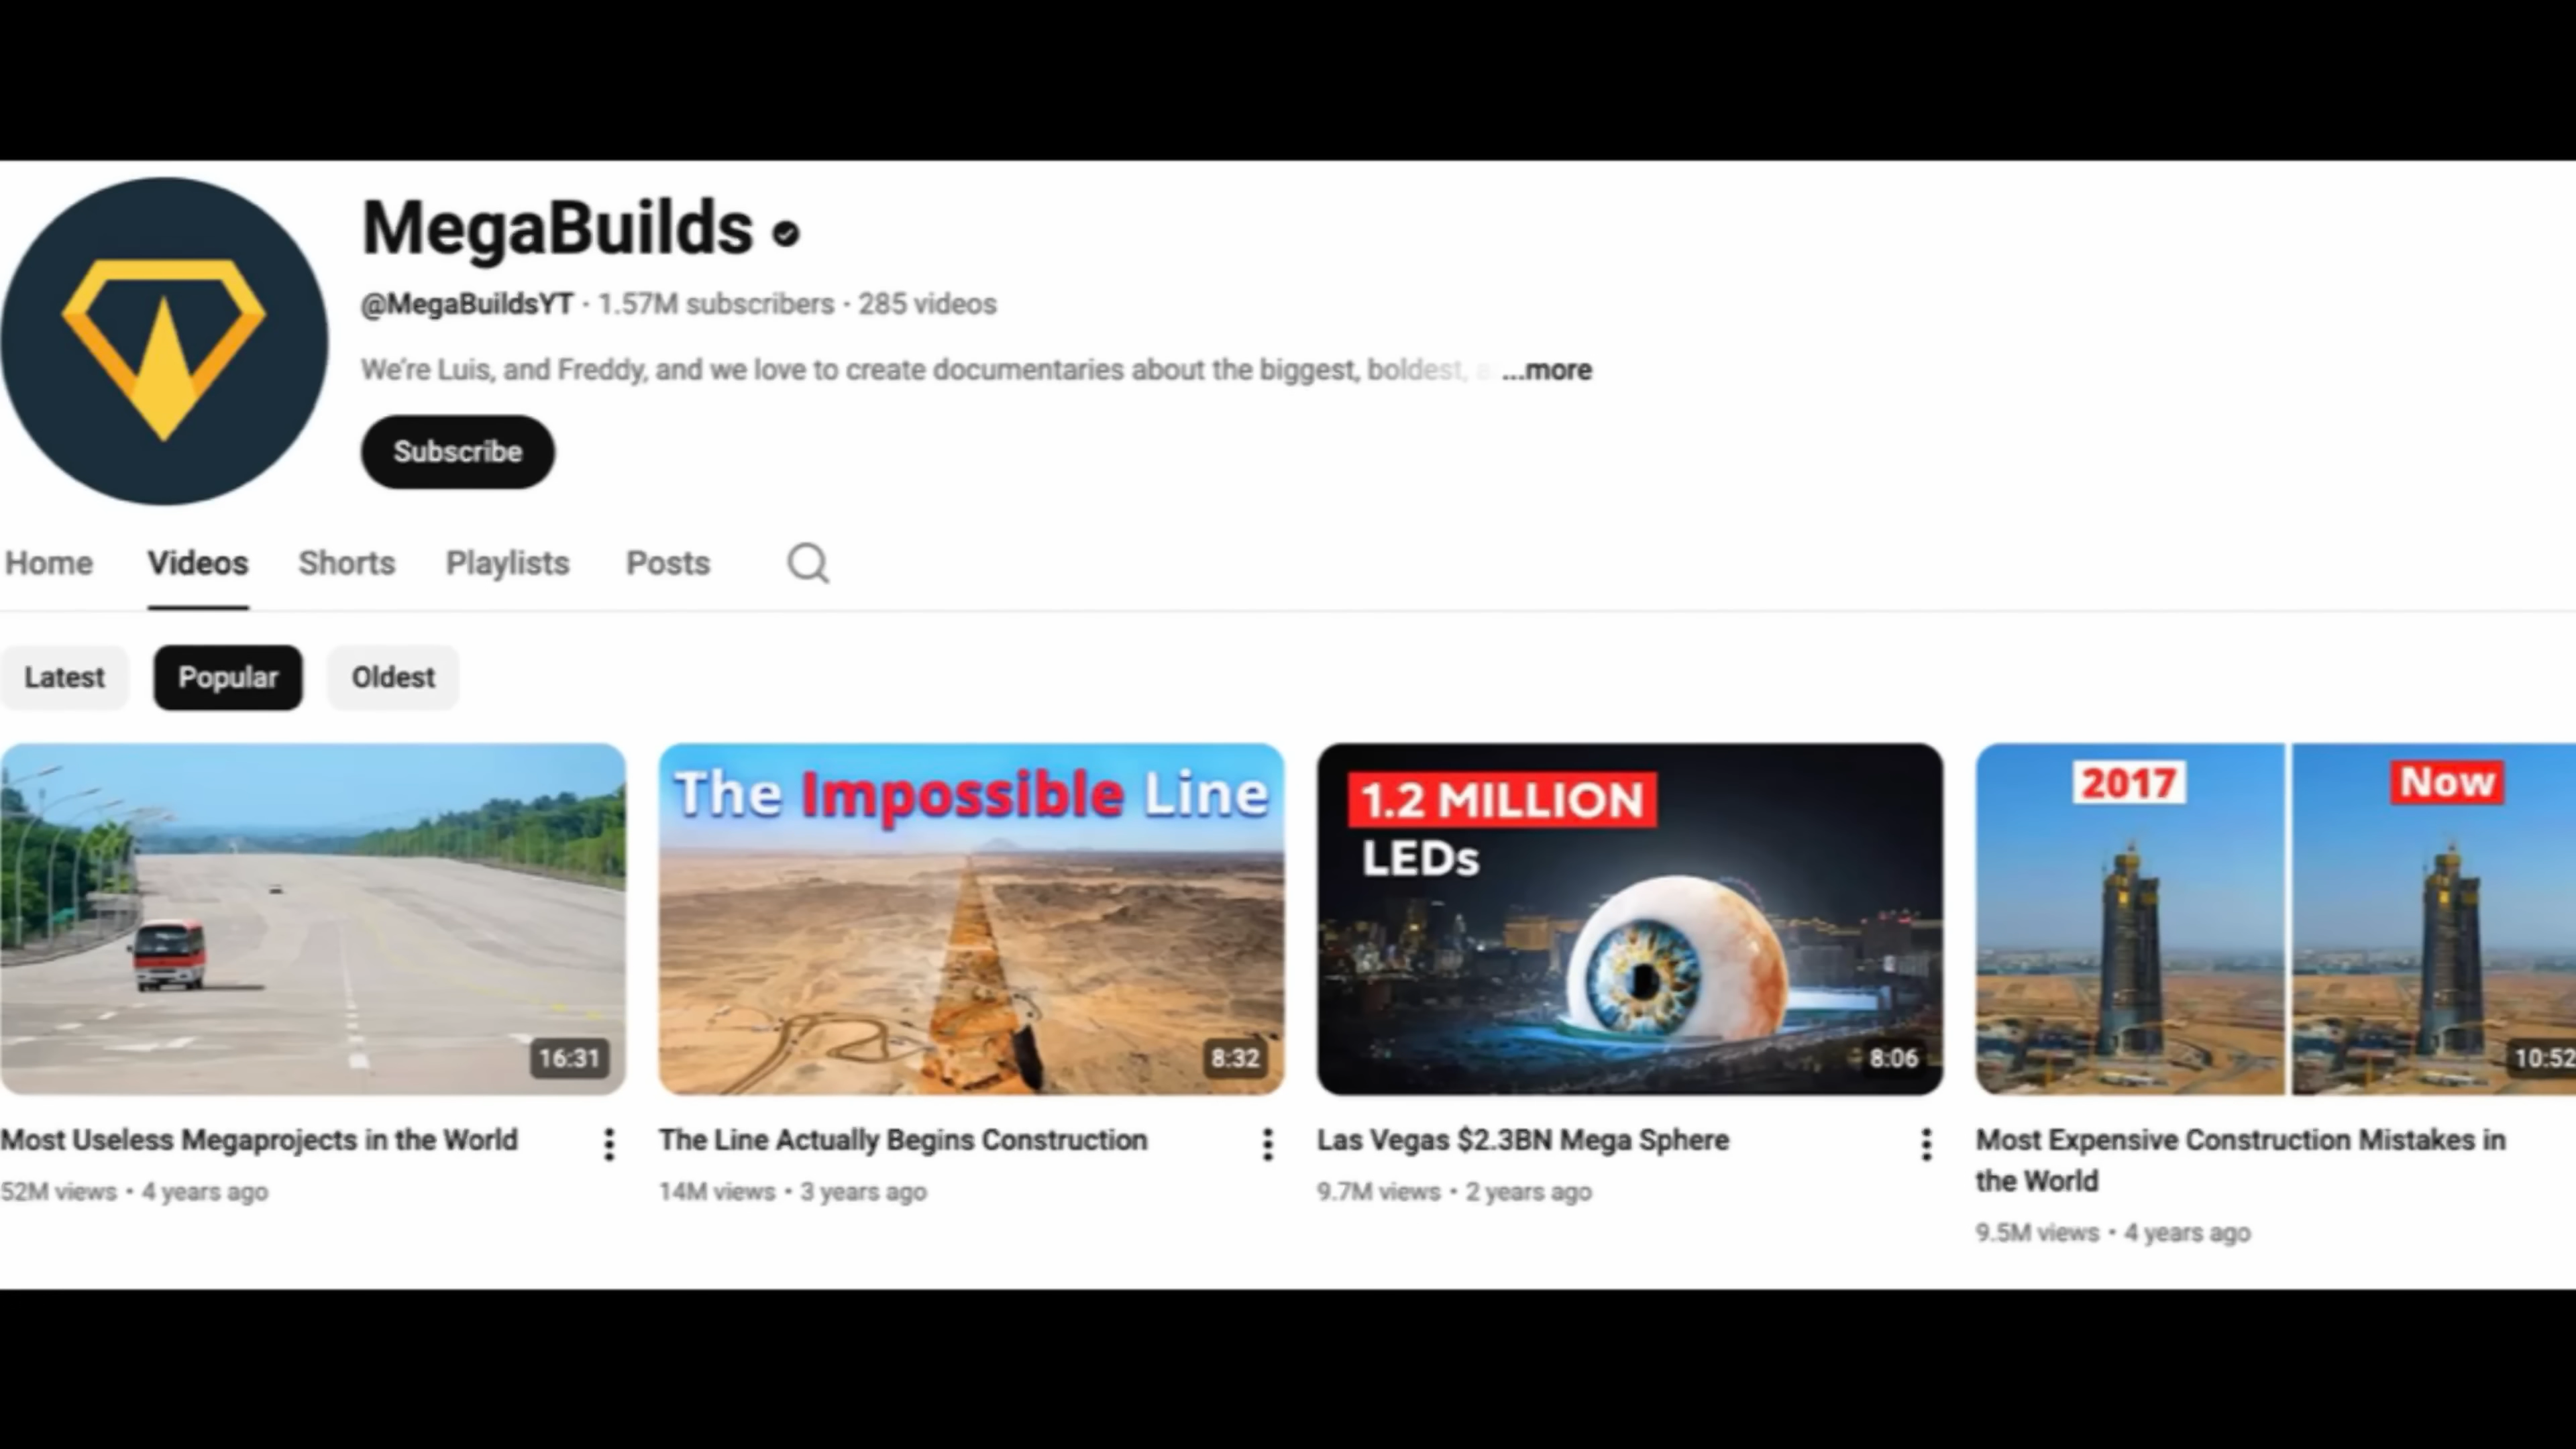 MegaBuilds
@MegaBuildsYT · 1.57M subscribers · 285 videos
We're Luis, and Freddy, and we love to create documentaries about the biggest, boldest, a ...more
Subscribe
Home Videos Shorts Playlists Posts
Latest Popular Oldest
16:31
The Impossible Line
8:32
1.2 MILLION
LEDs
8:06
2017 Now
10:52
Most Useless Megaprojects in the World
52M views • 4 years ago
The Line Actually Begins Construction
14M views • 3 years ago
Las Vegas $2.3BN Mega Sphere
9.7M views • 2 years ago
Most Expensive Construction Mistakes in
the World
9.5M views • 4 years ago